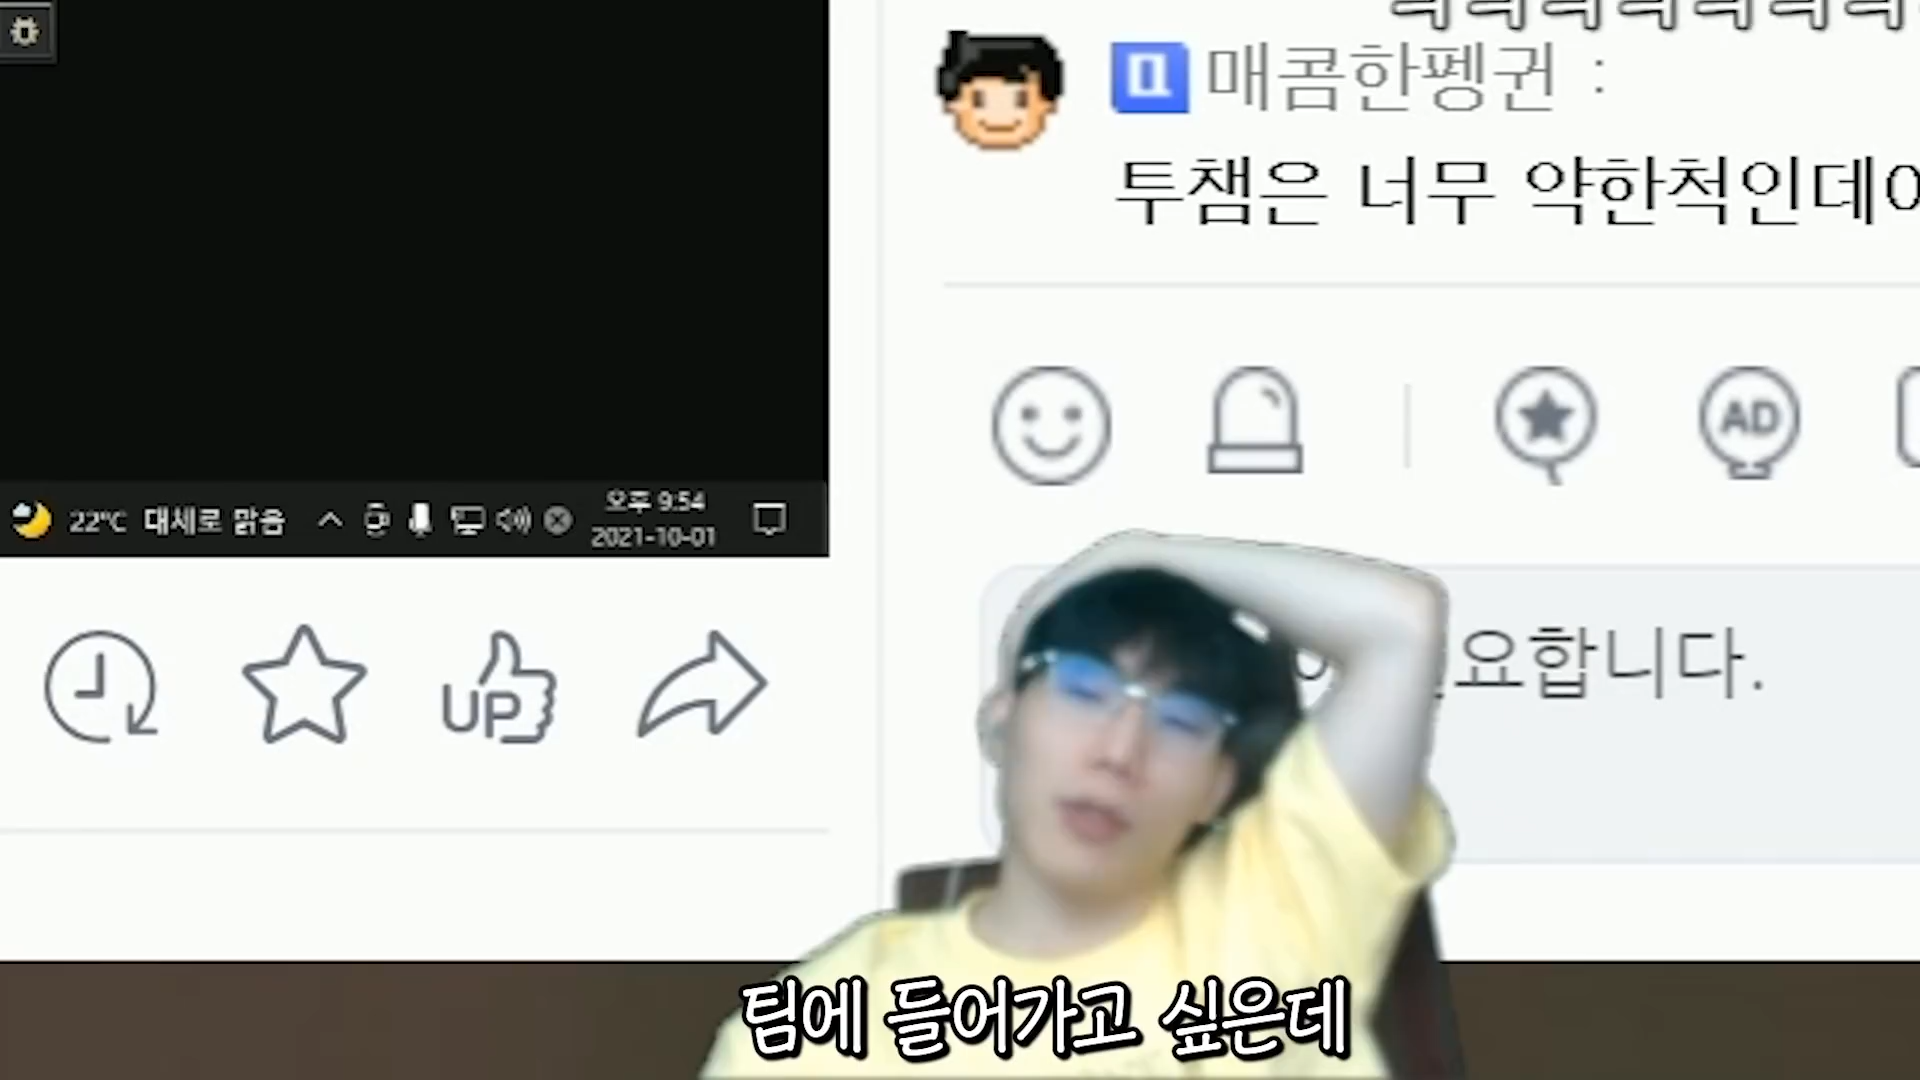 매콤한펭귄 :
투챔은 너무 약한척인데
22℃ 대세로 맑음
오후 9:54
2021-10-01
AD
UP
요합니다.
팀에 들어가고 싶은데